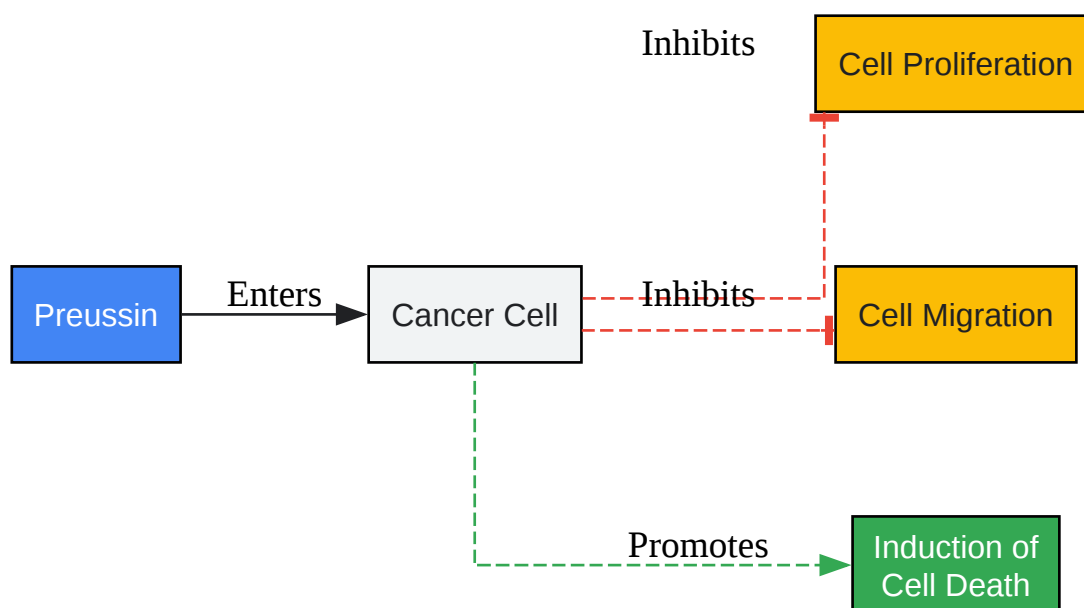 Inhibits
Cell Proliferation
Preussin
Enters
Cancer Cell
Inhibits
Cell Migration
Promotes
Induction of
Cell Death